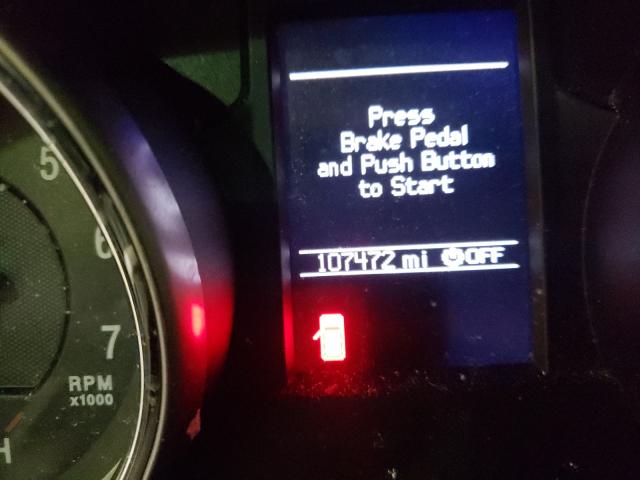 Press
Brake Pedal
and Push Button
to Start
107472 mi OFF
5
6
7
RPM
x1000
H